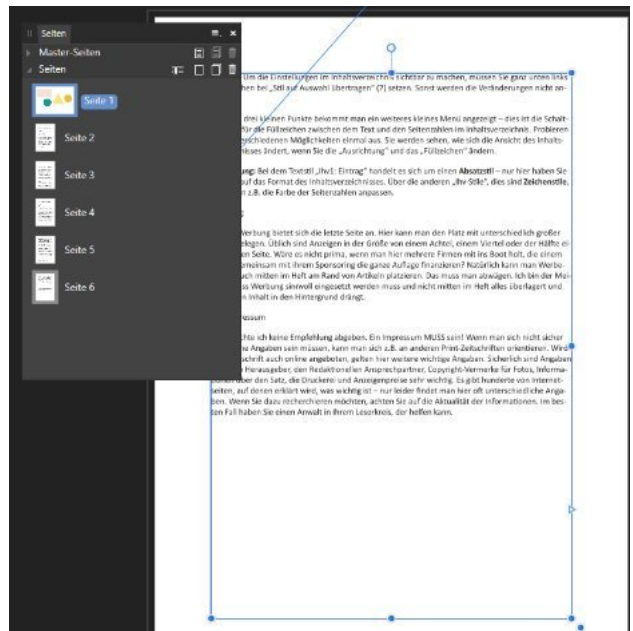 Seiten
Master-Seiten
Seiten
Seite 1
Seite 2
Seite 3
Seite 4
Seite 5
Seite 6
Um die Einstellungen im Inhaltsverzeichnis sichtbar zu machen, müssen Sie ganz unten links
hen bei „Stil auf Auswahl übertragen“ (7) setzen. Sonst werden die Veränderungen nicht an-
drei kleinen Punkte bekommt man ein weiteres kleines Menü angezeigt – dies ist die Schalt-
für die Füllzeichen zwischen dem Text und den Seitenzahlen im Inhaltsverzeichnis. Probieren
erschiedenen Möglichkeiten einmal aus. Sie werden sehen, wie sich die Ansicht des Inhalts-
nisses ändert, wenn Sie die „Ausrichtung“ und das „Füllzeichen“ ändern.
ung: Bei dem Textstil „Ihv1: Eintrag“ handelt es sich um einen Absatzstil – nur hier haben Sie
auf das Format des Inhaltsverzeichnisses. Über die anderen „Ihv-Stile“, dies sind Zeichenstile,
n z.B. die Farbe der Seitenzahlen anpassen.
Werbung bietet sich die letzte Seite an. Hier kann man den Platz mit unterschiedlich großer
elegen. Üblich sind Anzeigen in der Größe von einem Achtel, einem Viertel oder der Hälfte ei-
en Seite. Wäre es nicht prima, wenn man hier mehrere Firmen mit ins Boot holt, die einem
emeinsam mit ihrem Sponsoring die ganze Auflage finanzieren? Natürlich kann man Werbe-
uch mitten im Heft am Rand von Artikeln platzieren. Das muss man abwägen. Ich bin der Mei-
ss Werbung sinnvoll eingesetzt werden muss und nicht mitten im Heft alles überlagert und
n Inhalt in den Hintergrund drängt.
essum
hte ich keine Empfehlung abgeben. Ein Impressum MUSS sein! Wenn man sich nicht sicher
he Angaben sein müssen, kann man sich z.B. an anderen Print-Zeitschriften orientieren. Wird
schrift auch online angeboten, gelten hier weitere wichtige Angaben. Sicherlich sind Angaben
Herausgeber, den Redaktionellen Ansprechpartner, Copyright-Vermerke für Fotos, Informa-
tionen über den Satz, die Druckerei und Anzeigenpreise sehr wichtig. Es gibt hunderte von Internet-
seiten, auf denen erklärt wird, was wichtig ist – nur leider findet man hier oft unterschiedliche Anga-
ben. Wenn Sie dazu recherchieren möchten, achten Sie auf die Aktualität der Informationen. Im bes-
ten Fall haben Sie einen Anwalt in Ihrem Leserkreis, der helfen kann.